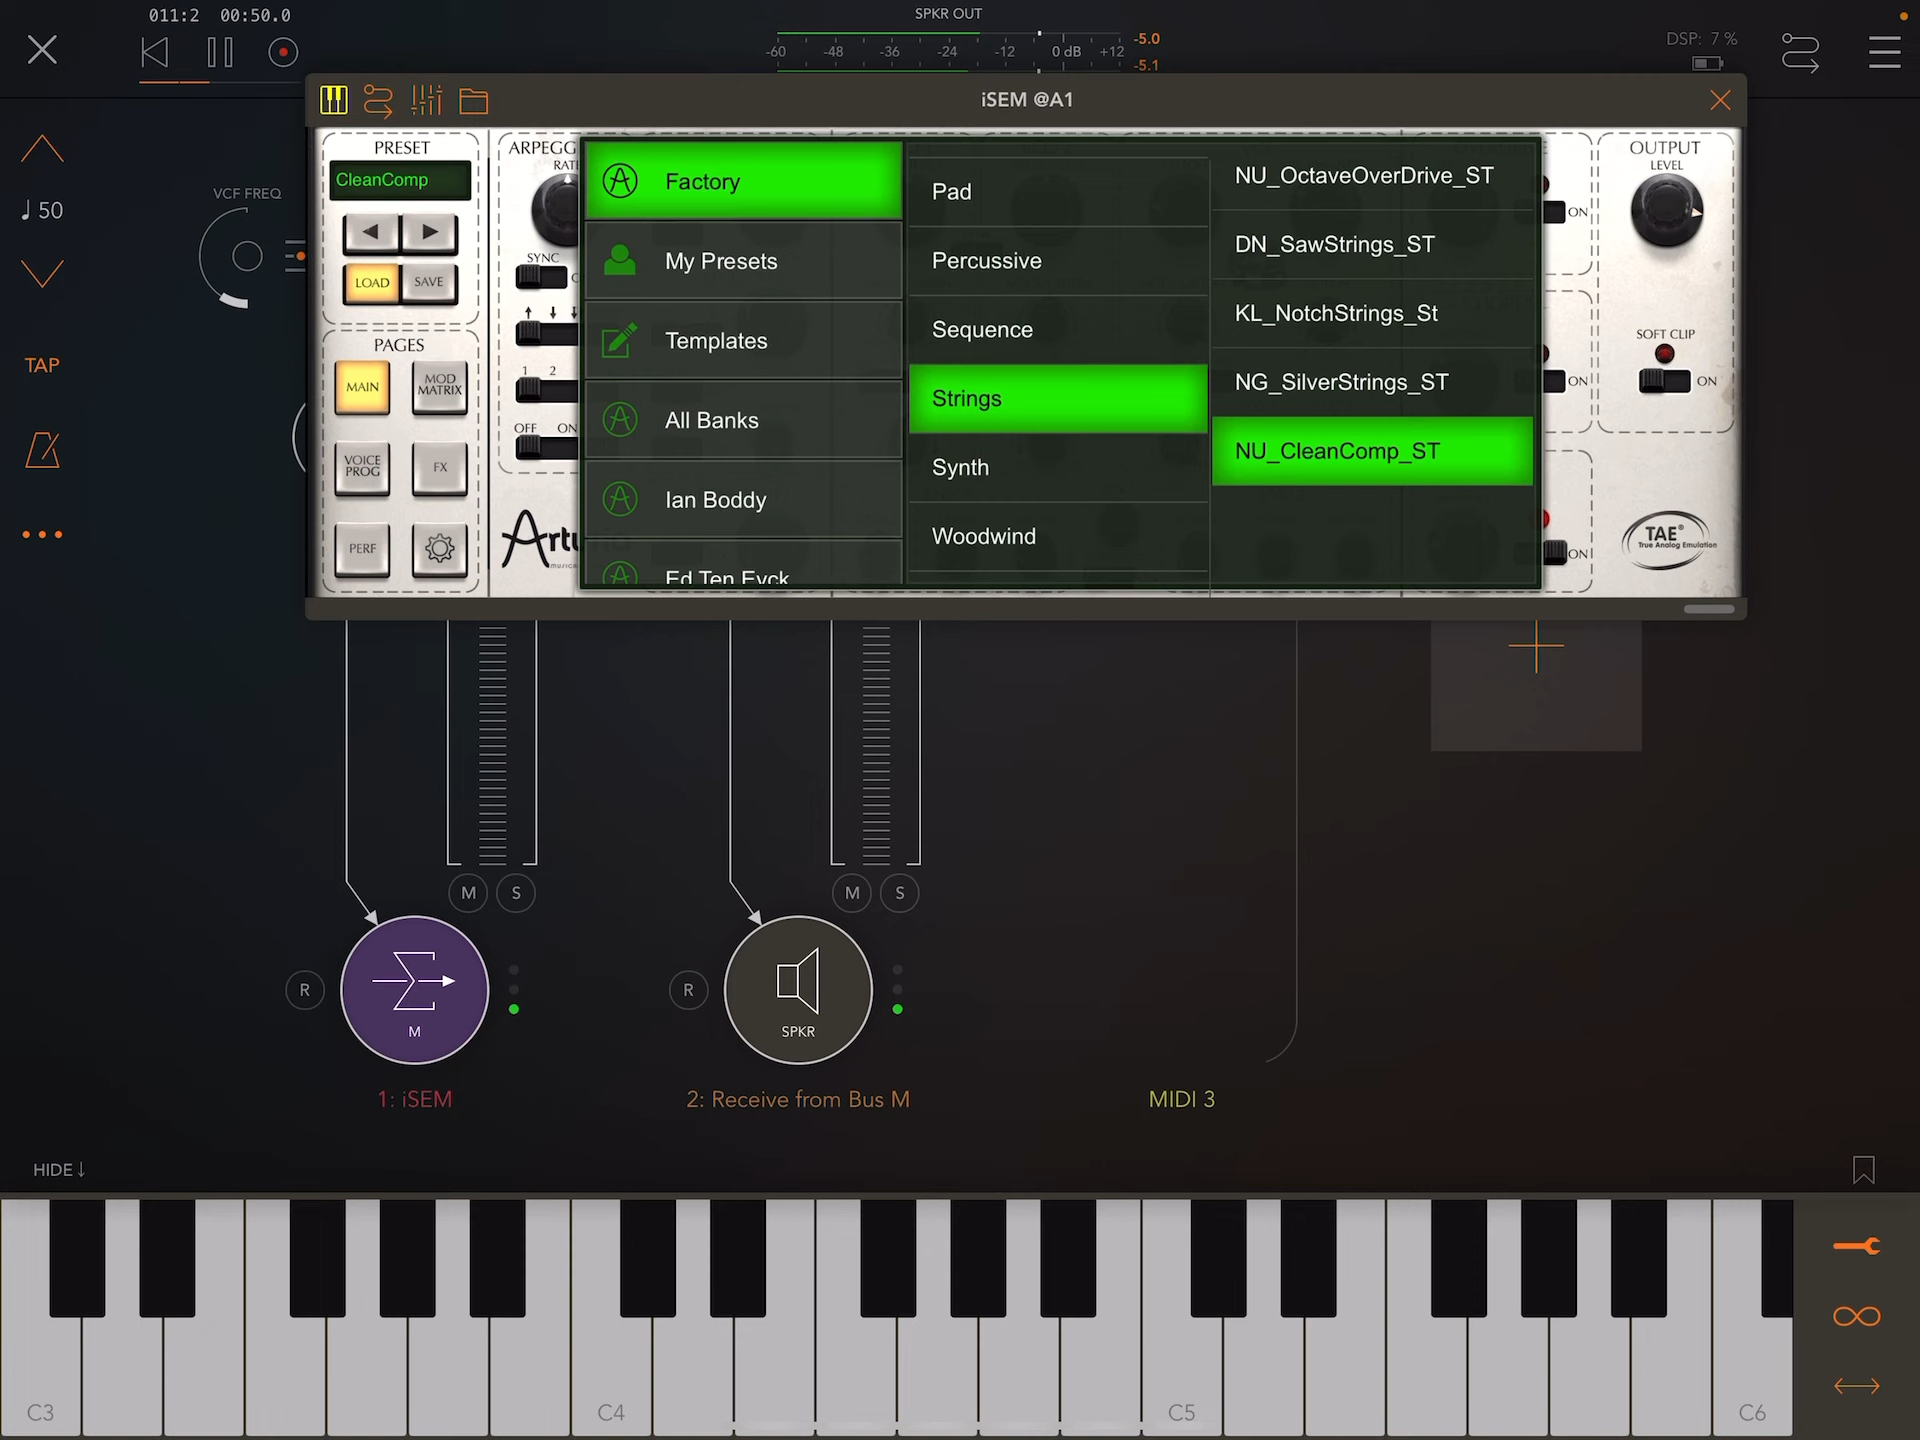 011:2 00:50.0
SPKR OUT
-60 -48 -36 -24 -12 0 dB +12
-5.0
-5.1
DSP: 7 %
iSEM @A1
50
TAP
VCF FREQ
PRESET
CleanComp
LOAD SAVE
PAGES
MAIN
MOD
MATRIX
VOICE
PROG
FX
PERF
ARPEGG
RATE
SYNC
1 2
OFF ON
Factory
My Presets
Templates
All Banks
Ian Boddy
Ed Ten Eyck
Pad
Percussive
Sequence
Strings
Synth
Woodwind
NU_OctaveOverDrive_ST
DN_SawStrings_ST
KL_NotchStrings_St
NG_SilverStrings_ST
NU_CleanComp_ST
ON
ON
ON
OUTPUT
LEVEL
SOFT CLIP
ON
TAE®
True Analog Emulation
M S
M S
R
M
R
SPKR
1: iSEM
2: Receive from Bus M
MIDI 3
HIDE↓
C3 C4 C5 C6